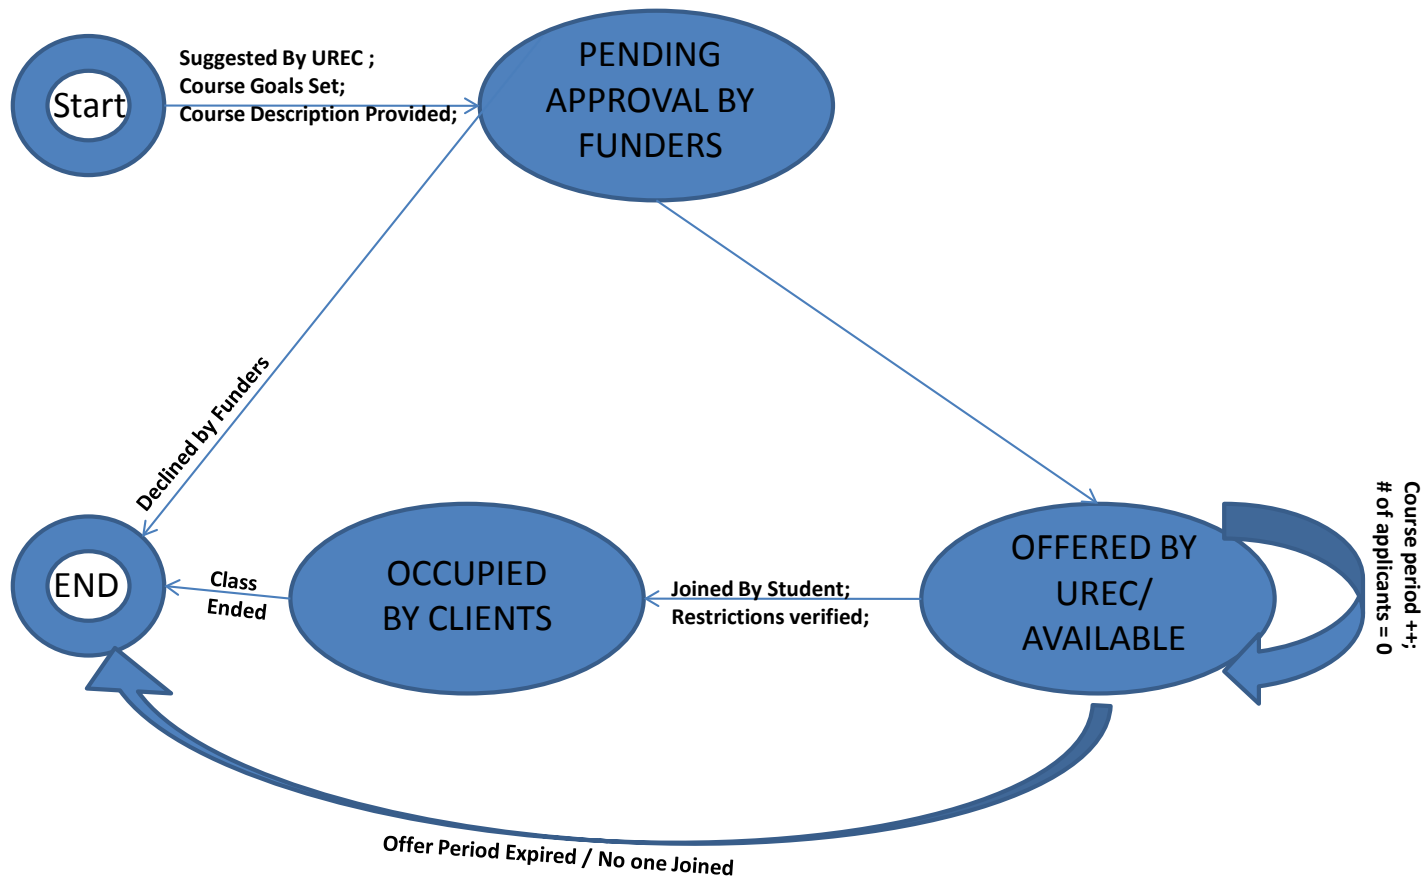 Start
Suggested By UREC ;
Course Goals Set;
Course Description Provided;
PENDING
APPROVAL BY
FUNDERS
Declined by Funders
END
Class
Ended
OCCUPIED
BY CLIENTS
Joined By Student;
Restrictions verified;
OFFERED BY
UREC/
AVAILABLE
Course period ++;
# of applicants = 0
Offer Period Expired / No one Joined